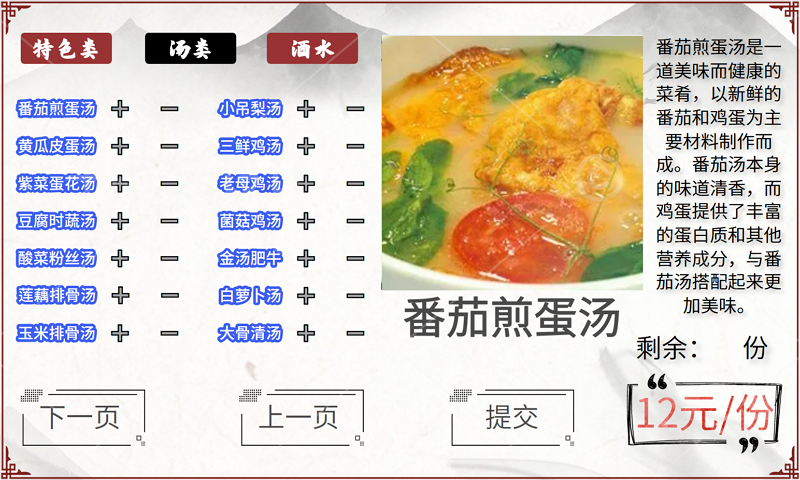 特色类
汤类
酒水
番茄煎蛋汤
小吊梨汤
黄瓜皮蛋汤
三鲜鸡汤
紫菜蛋花汤
老母鸡汤
豆腐时蔬汤
菌菇鸡汤
酸菜粉丝汤
金汤肥牛
莲藕排骨汤
白萝卜汤
玉米排骨汤
大骨清汤
番茄煎蛋汤
番茄煎蛋汤是一
道美味而健康的
菜肴，以新鲜的
番茄和鸡蛋为主
要材料制作而
成。番茄汤本身
的味道清香，而
鸡蛋提供了丰富
的蛋白质和其他
营养成分，与番
茄汤搭配起来更
加美味。
剩余： 份
12元/份
下一页
上一页
提交